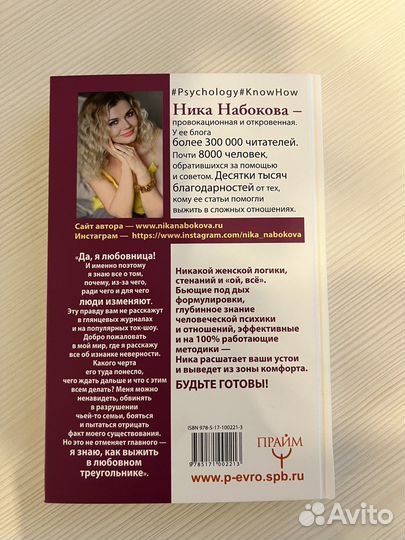 #Psychology#KnowHow
Ника Набокова –
провокационная и откровенная.
У ее блога
более 300 000 читателей.
Почти 8000 человек,
обратившихся за помощью
и советом. Десятки тысяч
благодарностей от тех,
кому ее статьи помогли
выжить в сложных отношениях.
Сайт автора — www.nikanabokova.ru
Инстаграм — https://www.instagram.com/nika_nabokova
«Да, я любовница!
И именно поэтому
я знаю все о том,
почему, из-за чего,
ради чего и для чего
люди изменяют.
Эту правду вам не расскажут
в глянцевых журналах
и на популярных ток-шоу.
Добро пожаловать
в мой мир, где я расскажу
все об изнанке неверности.
Какого черта
его туда понесло,
чего ждать дальше и что с этим
всем делать? Меня можно
ненавидеть, обвинять
в разрушении
чьей-то семьи, бояться
и пытаться отрицать
факт моего существования.
Но это не отменяет главного —
я знаю, как выжить
в любовном
треугольнике».
Никакой женской логики,
стенаний и «ой, всё».
Бьющие под дых
формулировки,
глубинное знание
человеческой психики
и отношений, эффективные
и на 100% работающие
методики —
Ника расшатает ваши устои
и выведет из зоны комфорта.
БУДЬТЕ ГОТОВЫ!
ISBN 978-5-17-100221-3
9 785171 002213
ПРАЙМ
www.p-evro.spb.ru
Avito